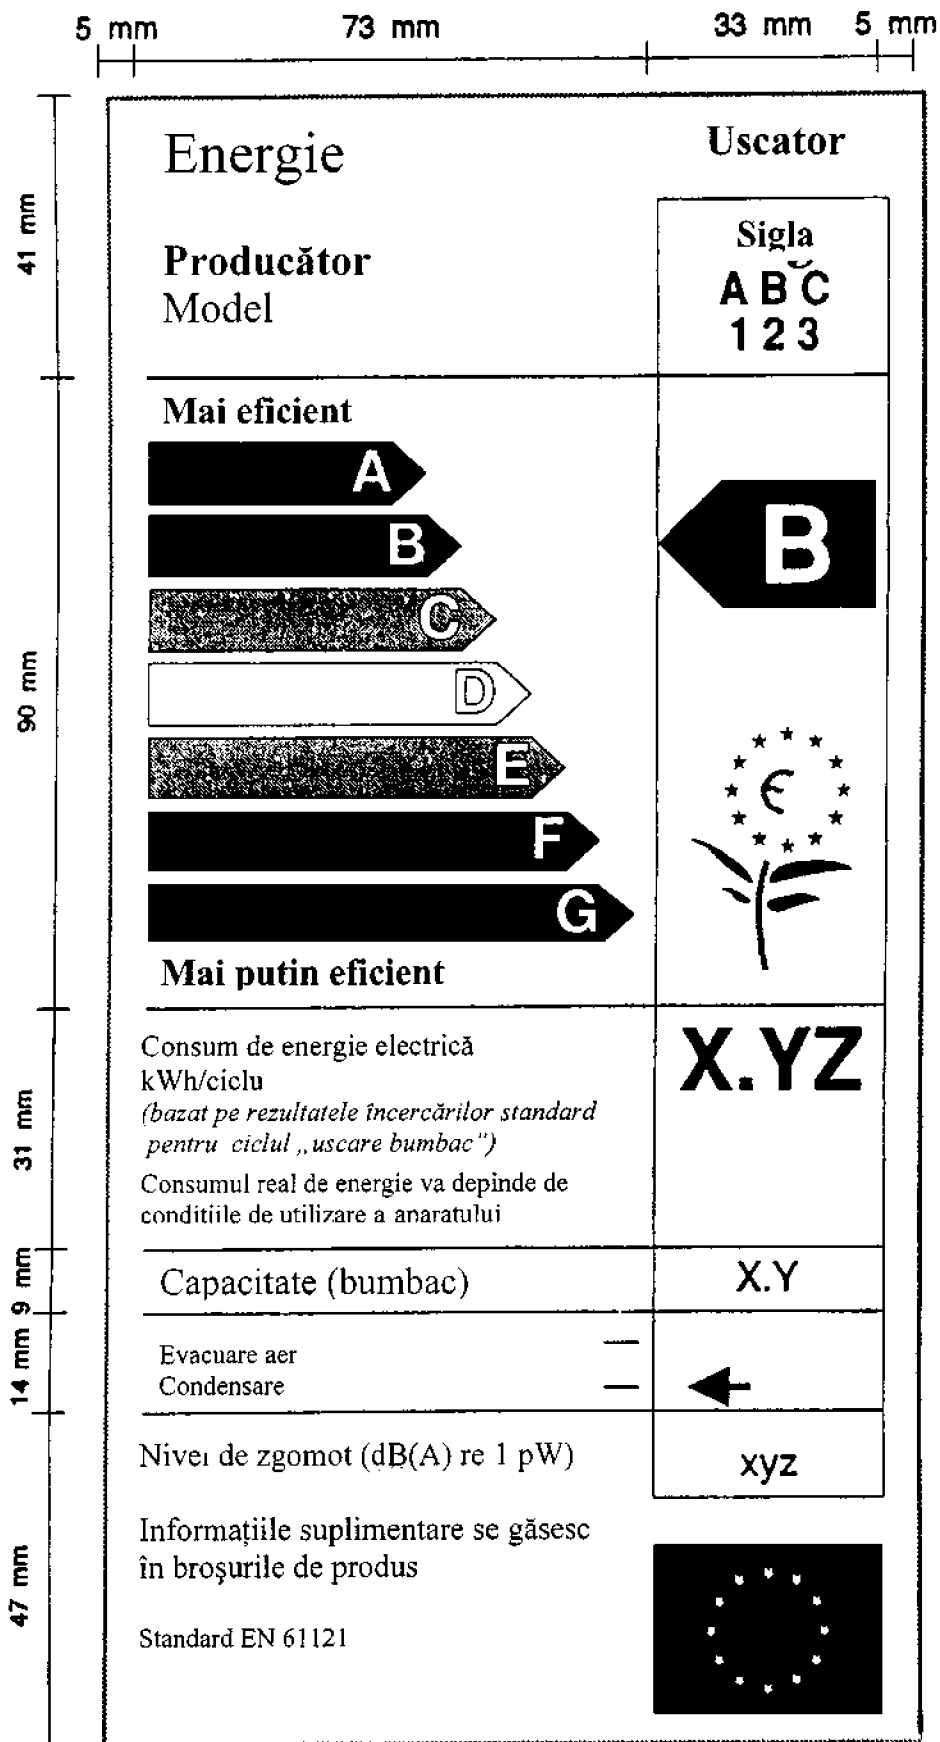 5 mm 73 mm 33 mm 5 mm
41 mm
90 mm
31 mm
9 mm
14 mm
47 mm
Energie
Uscator
Producător
Model
Sigla
A B C
1 2 3
Mai eficient
A
B
C
D
E
F
G
B
Mai putin eficient
Consum de energie electrică
kWh/ciclu
(bazat pe rezultatele încercărilor standard
pentru ciclul „uscare bumbac")
X.YZ
Consumul real de energie va depinde de
conditiile de utilizare a anaratului
Capacitate (bumbac)
X.Y
Evacuare aer —
Condensare —
Nivel de zgomot (dB(A) re 1 pW)
xyz
Informațiile suplimentare se găsesc
în broşurile de produs
Standard EN 61121